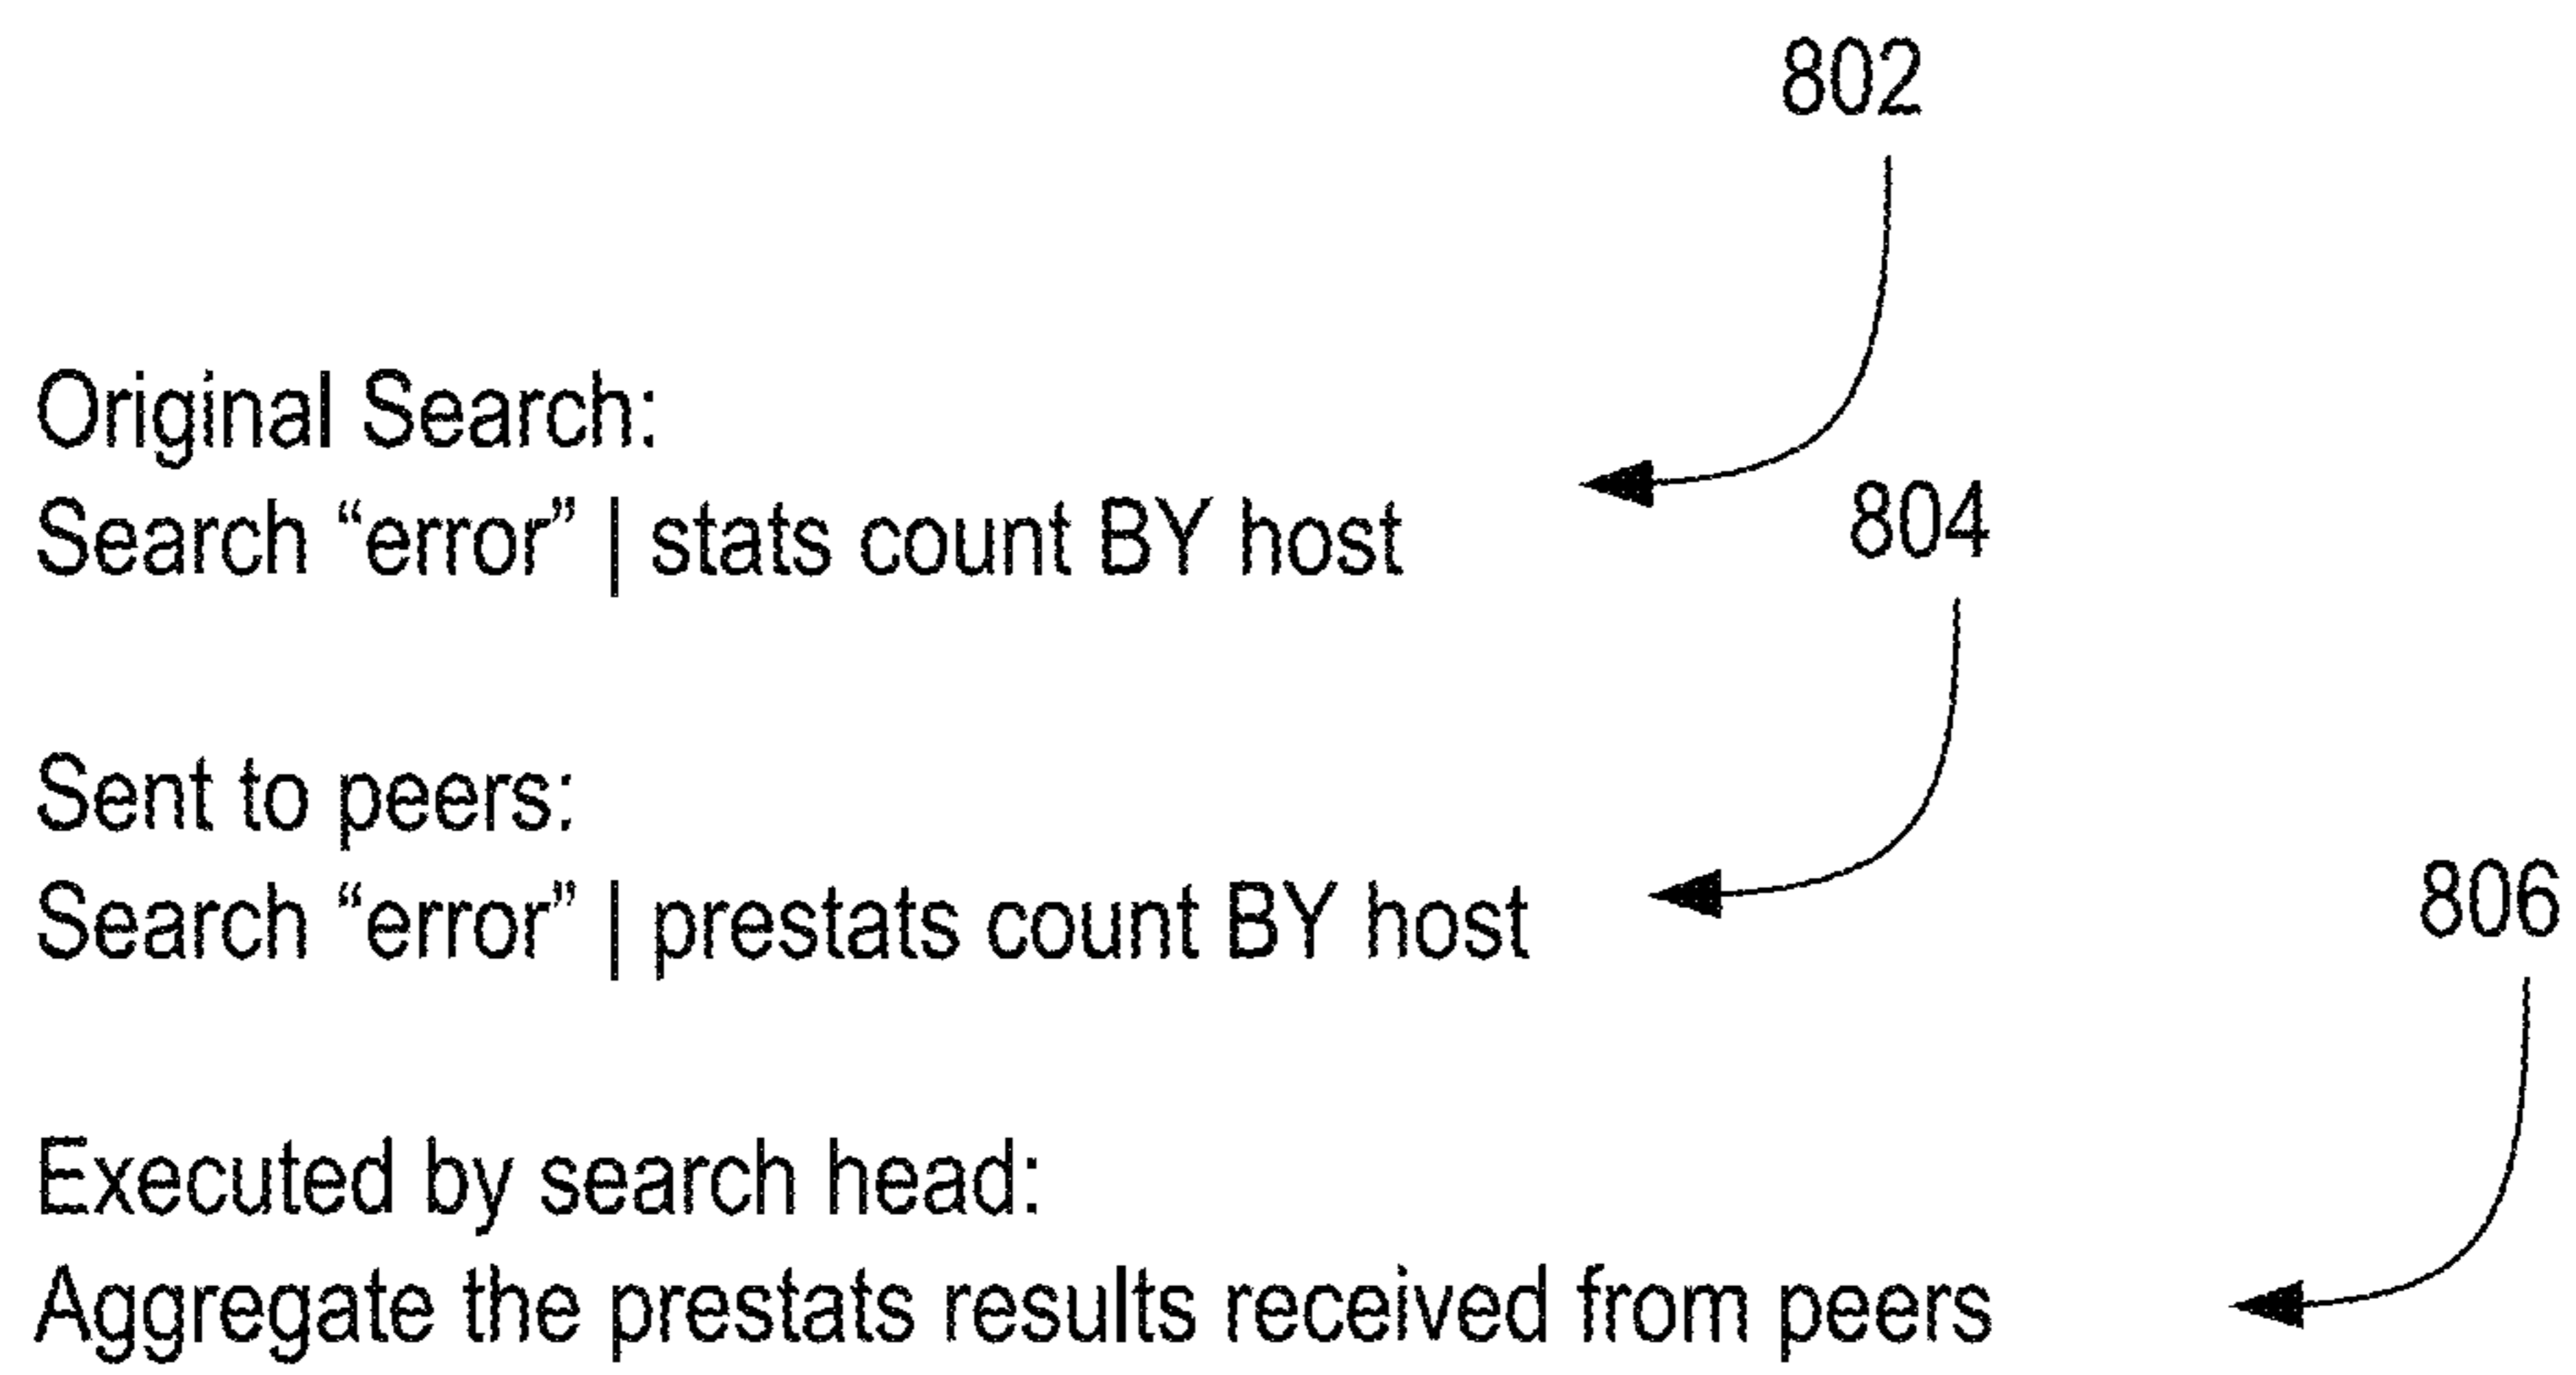 802
Original Search:
Search “error” | stats count BY host
804
Sent to peers:
Search “error” | prestats count BY host
806
Executed by search head:
Aggregate the prestats results received from peers